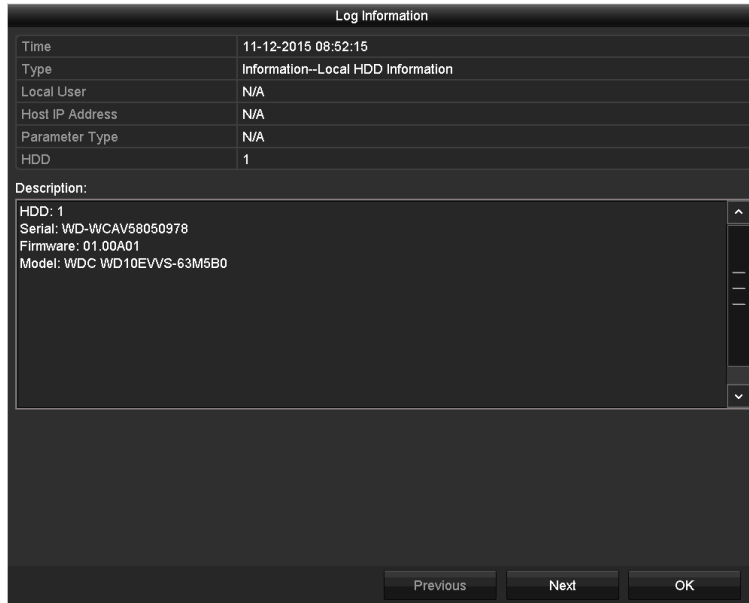 Log Information
Time 11-12-2015 08:52:15
Type Information--Local HDD Information
Local User N/A
Host IP Address N/A
Parameter Type N/A
HDD 1
Description:
HDD: 1
Serial: WD-WCAV58050978
Firmware: 01.00A01
Model: WDC WD10EVVS-63M5B0
Previous Next OK